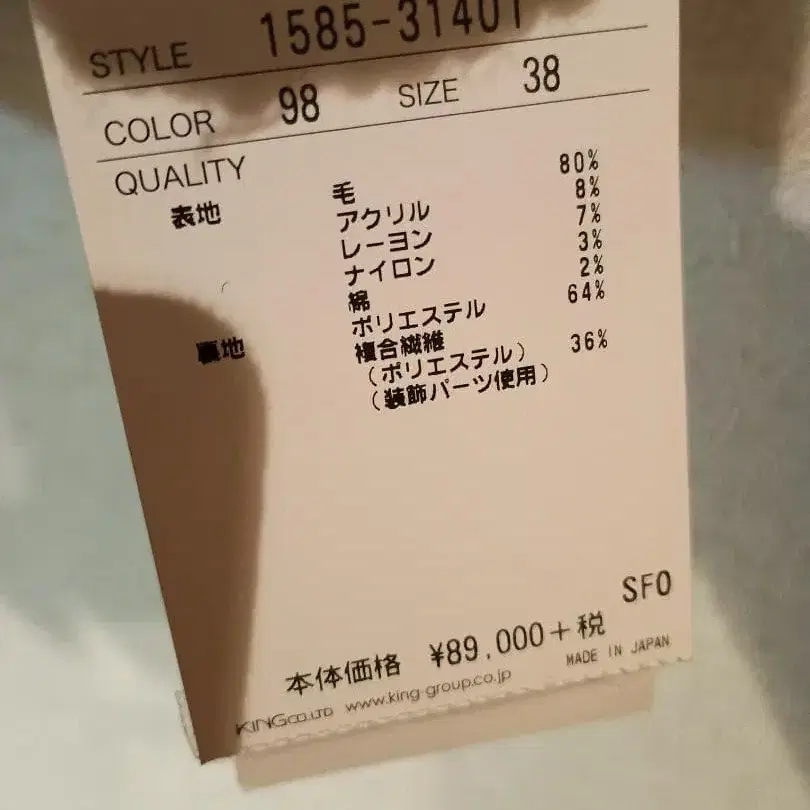 STYLE 1585-31401
COLOR 98 SIZE 38
QUALITY
表地 毛 80%
アクリル 8%
レーヨン 7%
ナイロン 3%
綿 2%
裏地 ポリエステル 64%
複合繊維
(ポリエステル) 36%
(装飾パーツ使用)
SFO
本体価格 ¥89,000+税
MADE IN JAPAN
KING CO.,LTD www.king-group.co.jp